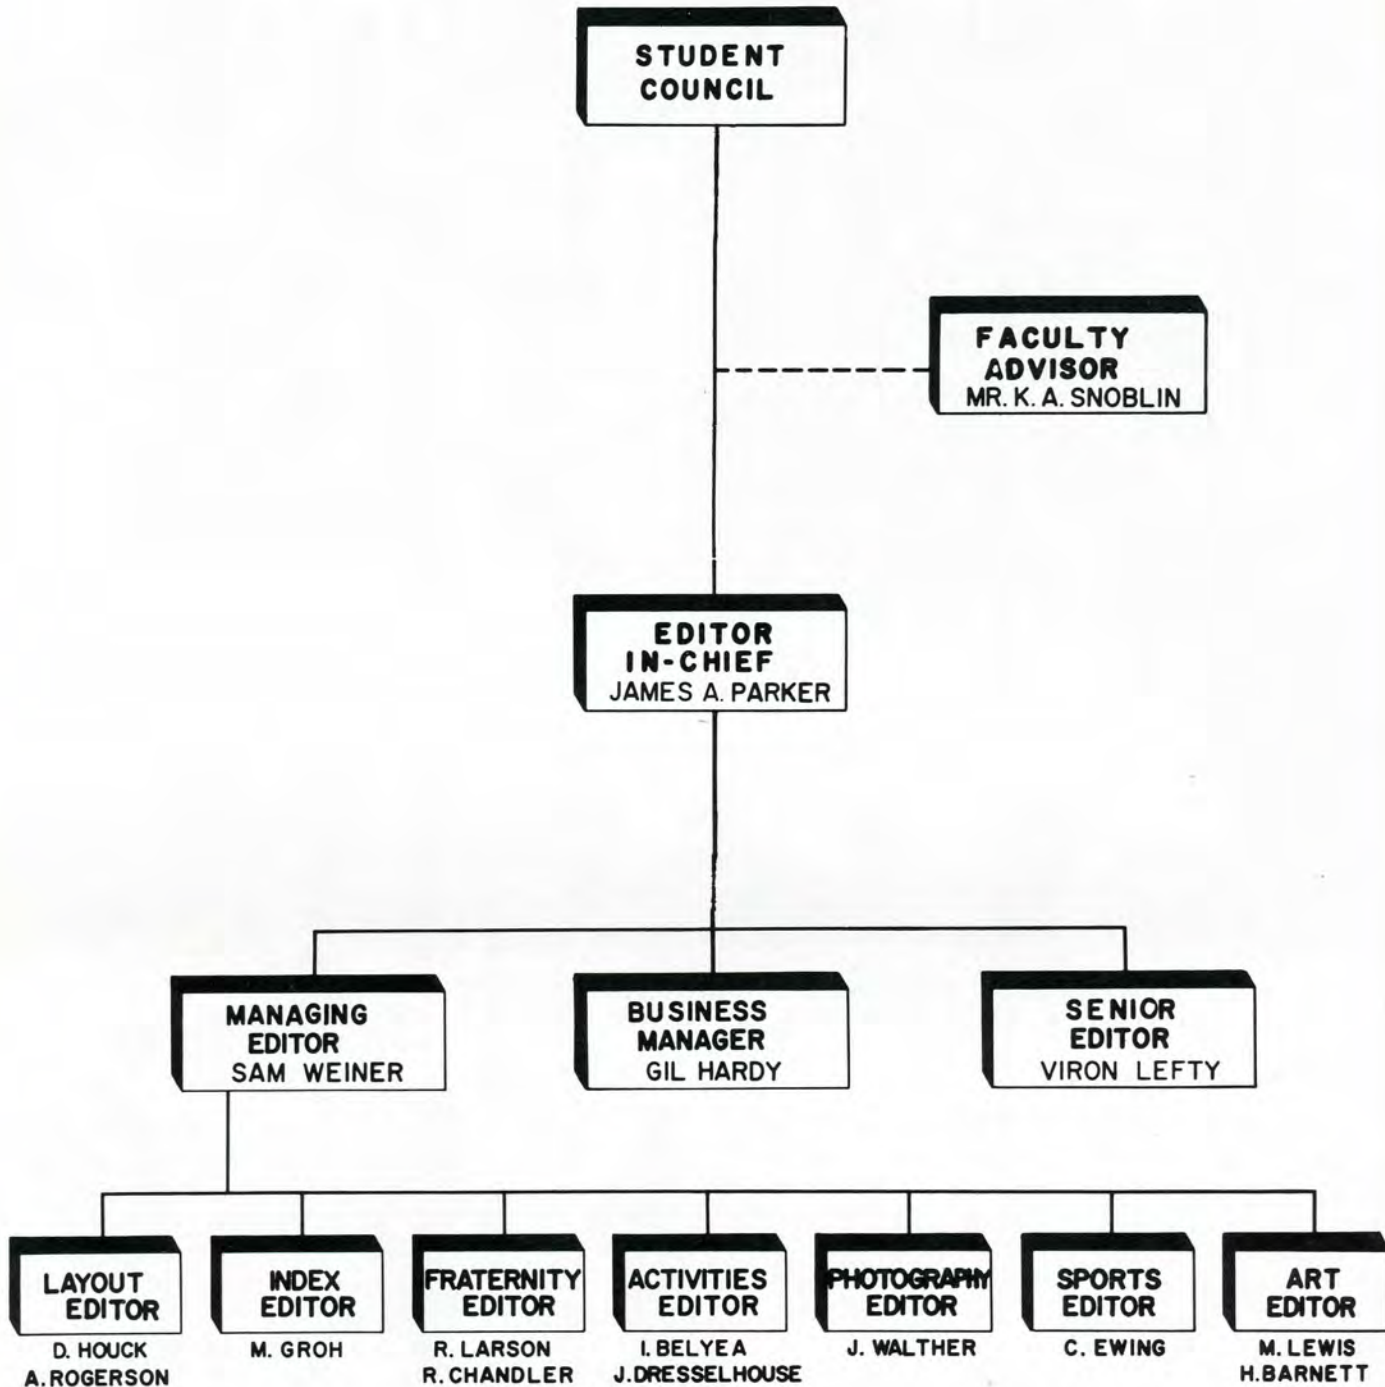 STUDENT
COUNCIL
FACULTY
ADVISOR
MR. K. A. SNOBLIN
EDITOR
IN-CHIEF
JAMES A. PARKER
MANAGING
EDITOR
SAM WEINER
BUSINESS
MANAGER
GIL HARDY
SENIOR
EDITOR
VIRON LEFTY
LAYOUT
EDITOR
D. HOUCK
A. ROGERSON
INDEX
EDITOR
M. GROH
FRATERNITY
EDITOR
R. LARSON
R. CHANDLER
ACTIVITIES
EDITOR
I. BELYEA
J. DRESSELHOUSE
PHOTOGRAPHY
EDITOR
J. WALTHER
SPORTS
EDITOR
C. EWING
ART
EDITOR
M. LEWIS
H. BARNETT